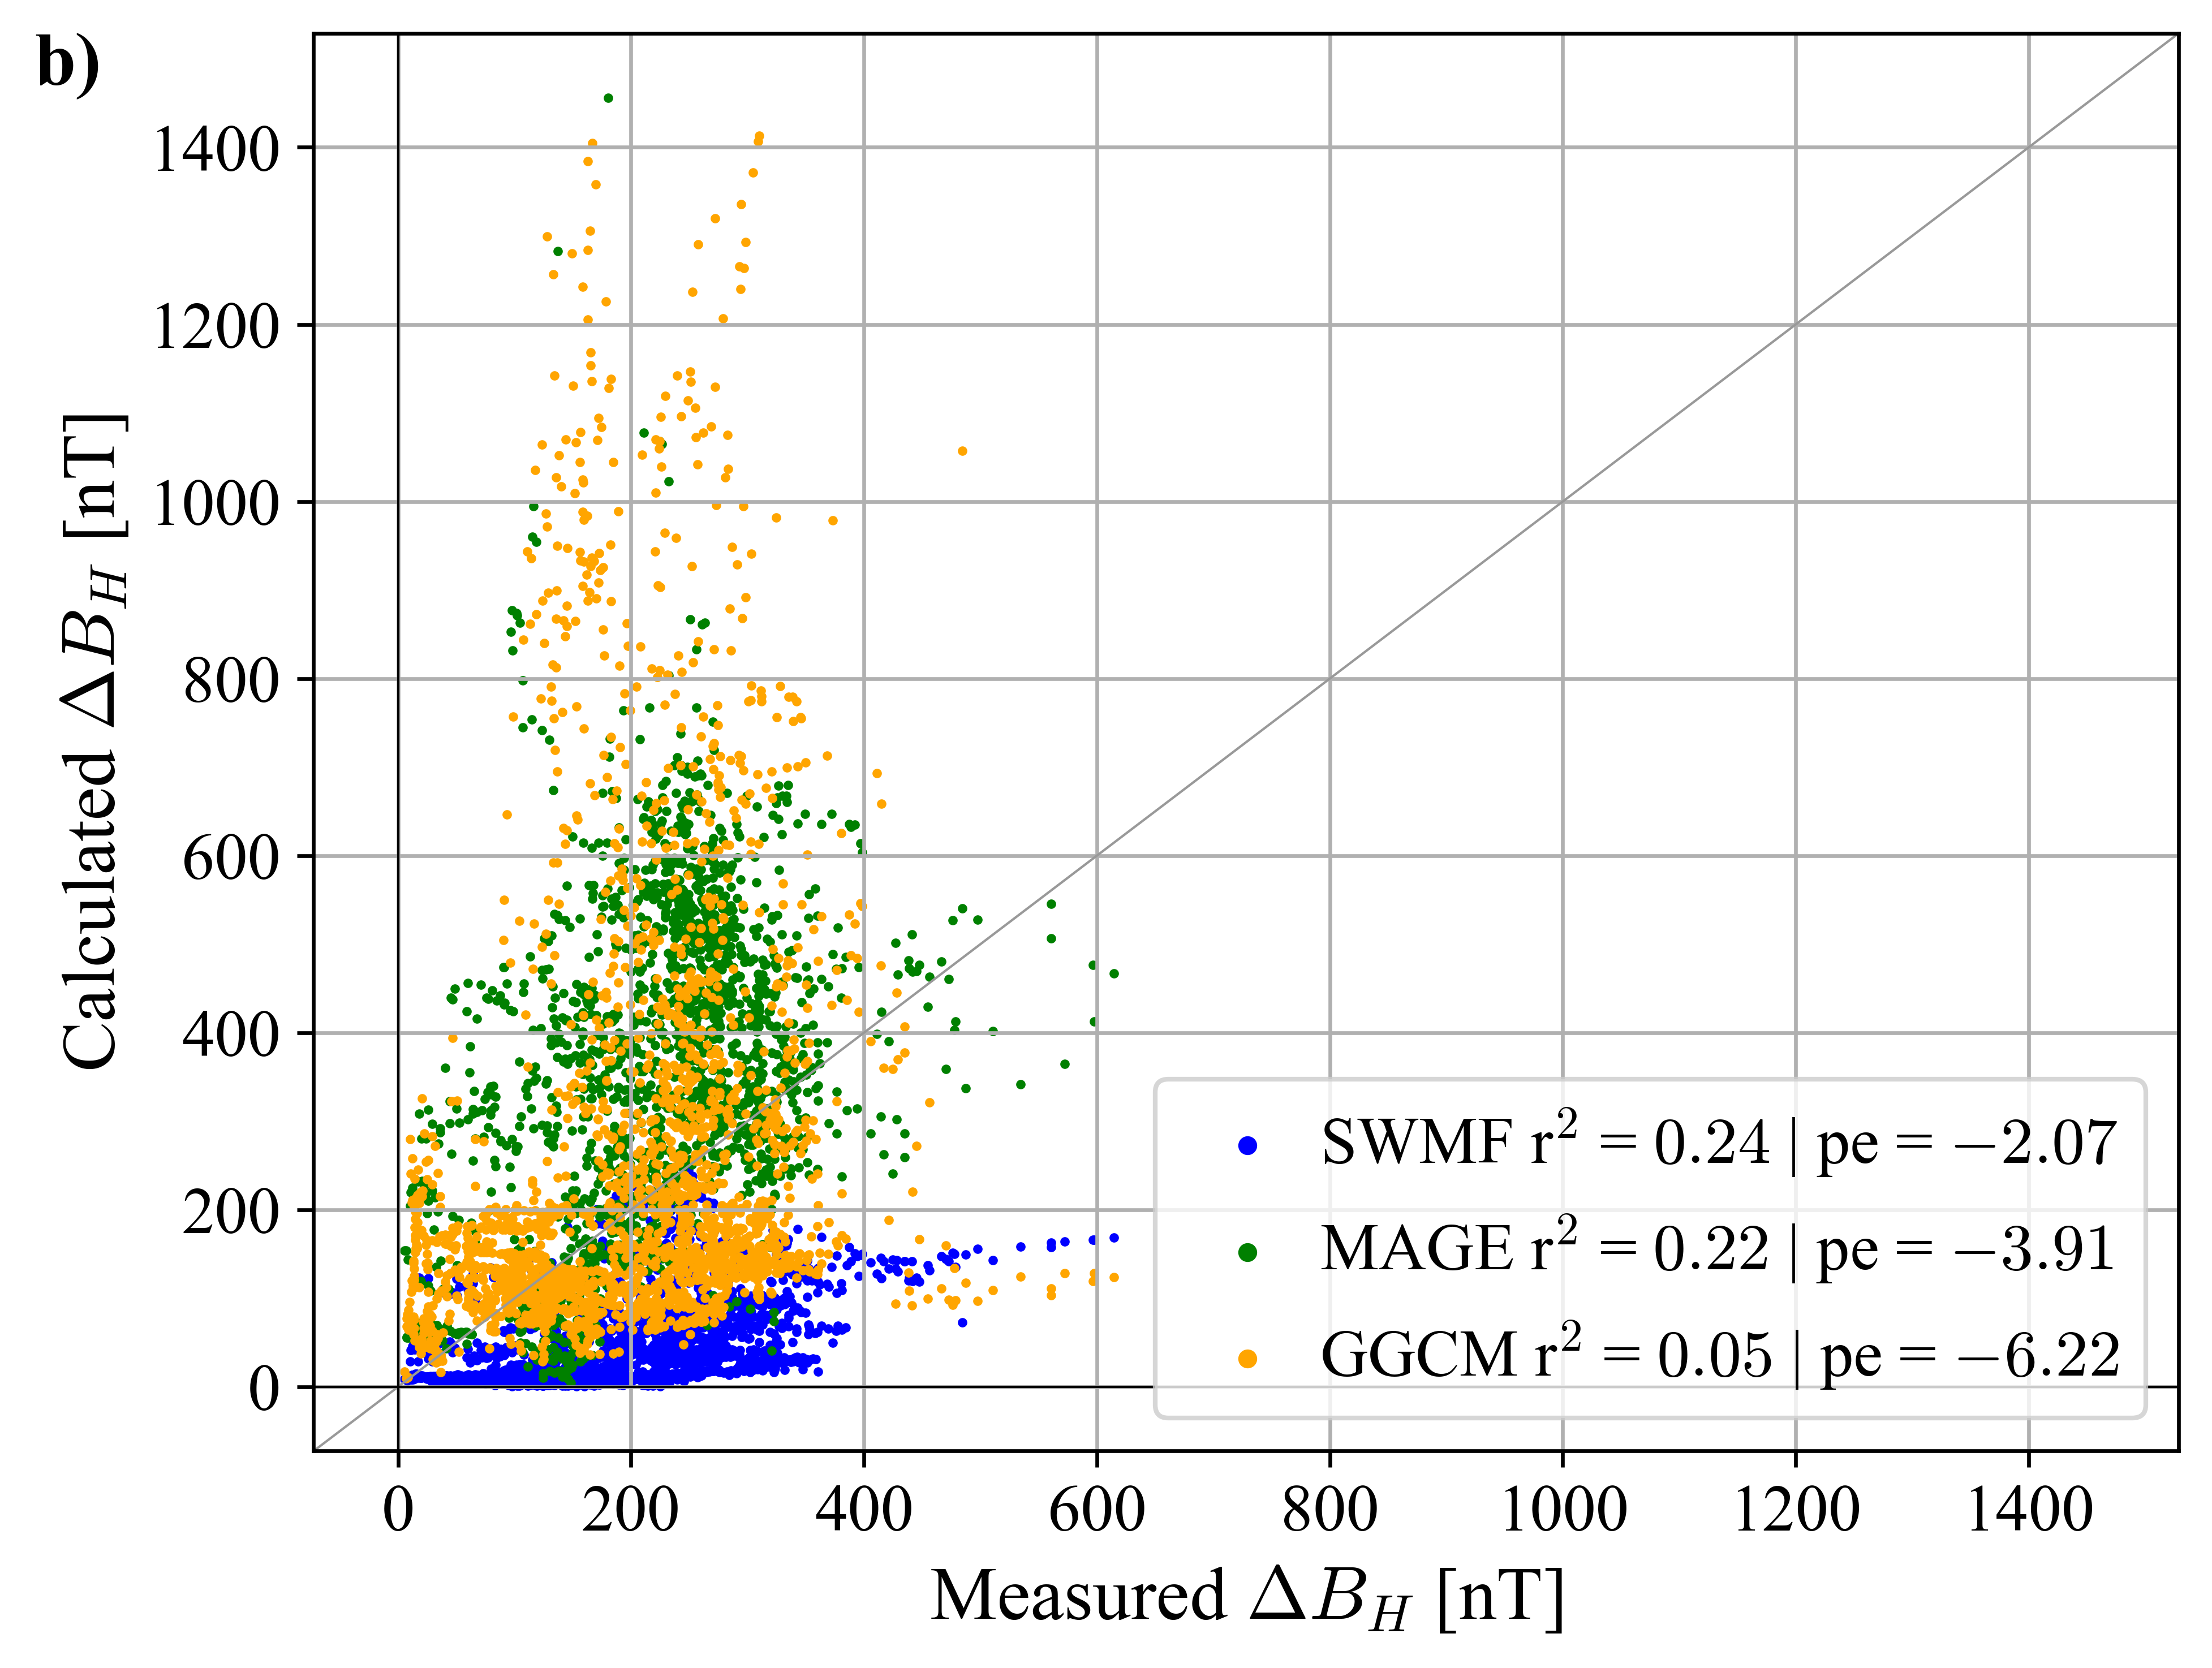 b)
Calculated ΔB_H [nT]
1400
1200
1000
800
600
400
200
0
SWMF r² = 0.24 | pe = −2.07
MAGE r² = 0.22 | pe = −3.91
GGCM r² = 0.05 | pe = −6.22
0 200 400 600 800 1000 1200 1400
Measured ΔB_H [nT]